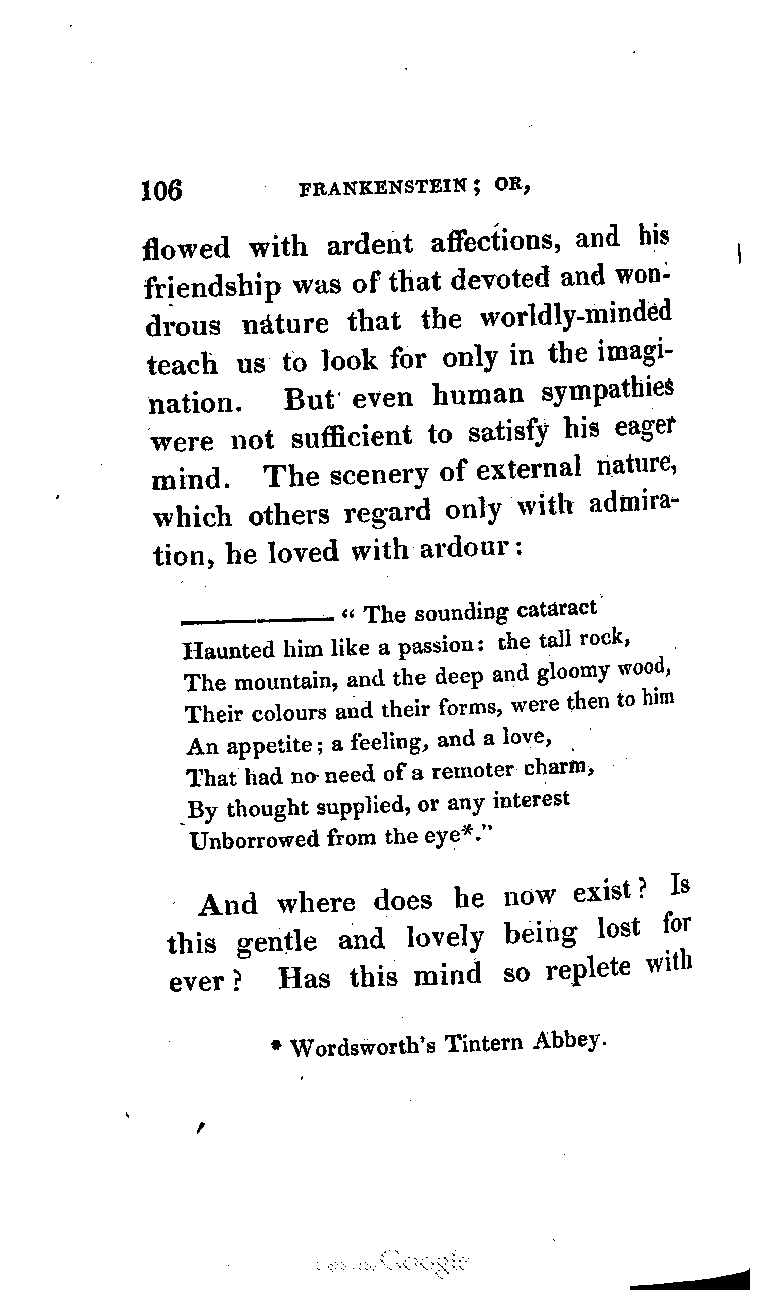 106 FRANKENSTEIN; OR,
flowed with ardent affections, and his
friendship was of that devoted and won-
drous nature that the worldly-minded
teach us to look for only in the imagi-
nation. But even human sympathies
were not sufficient to satisfy his eager
mind. The scenery of external nature,
which others regard only with admira-
tion, he loved with ardour:
———— “ The sounding cataract
Haunted him like a passion: the tall rock,
The mountain, and the deep and gloomy wood,
Their colours and their forms, were then to him
An appetite; a feeling, and a love,
That had no need of a remoter charm,
By thought supplied, or any interest
Unborrowed from the eye*.”
And where does he now exist? Is
this gentle and lovely being lost for
ever? Has this mind so replete with
* Wordsworth's Tintern Abbey.
Google